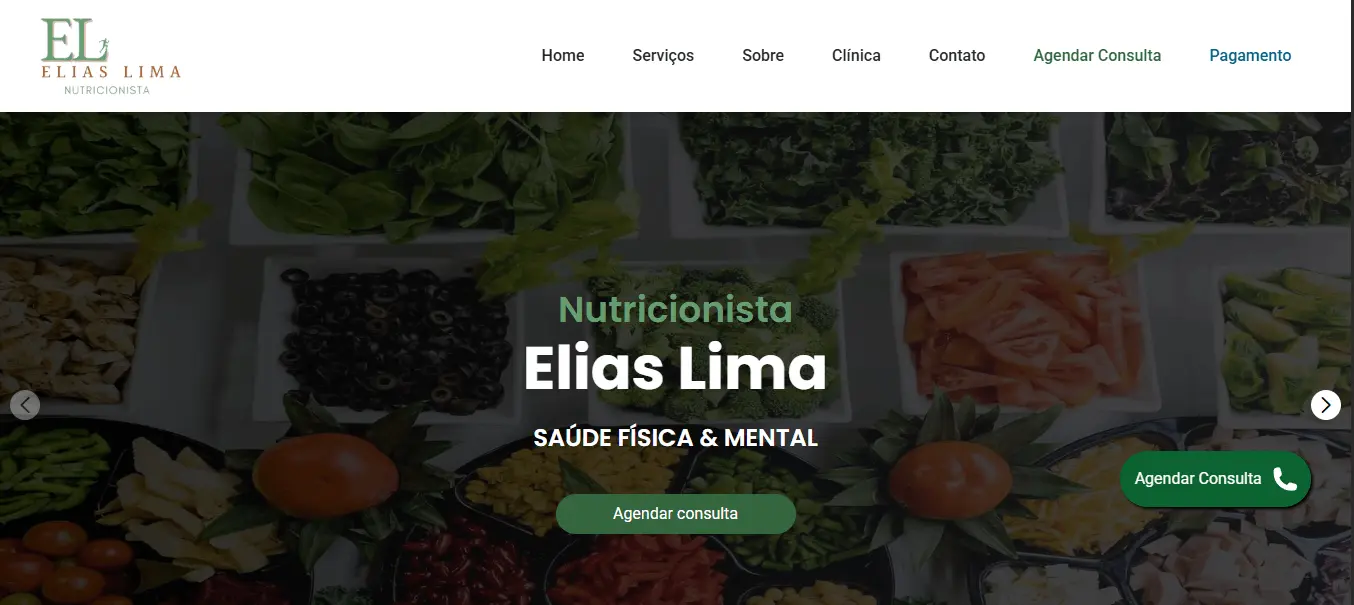 EL
ELIAS LIMA
NUTRICIONISTA
Home Serviços Sobre Clínica Contato Agendar Consulta Pagamento
Nutricionista
Elias Lima
SAÚDE FÍSICA & MENTAL
Agendar Consulta
Agendar consulta